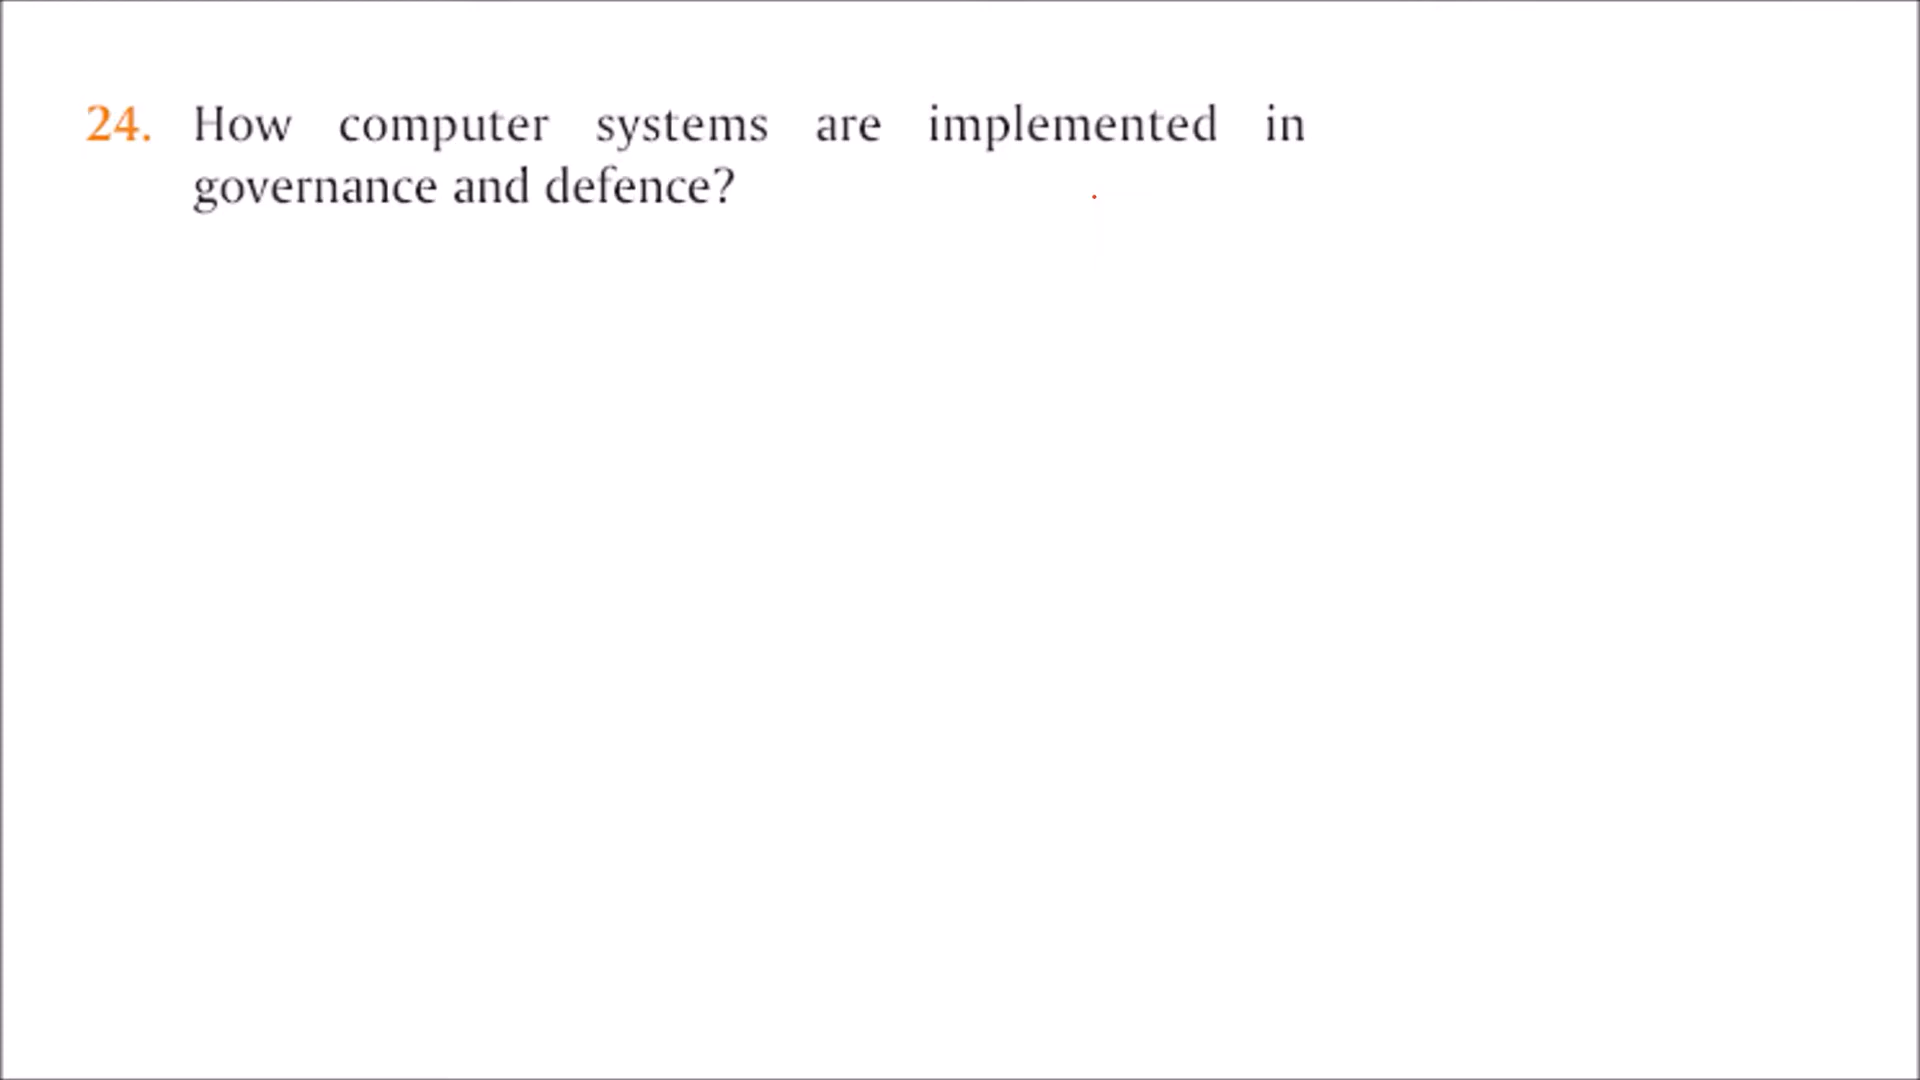 24. How computer systems are implemented in
governance and defence?